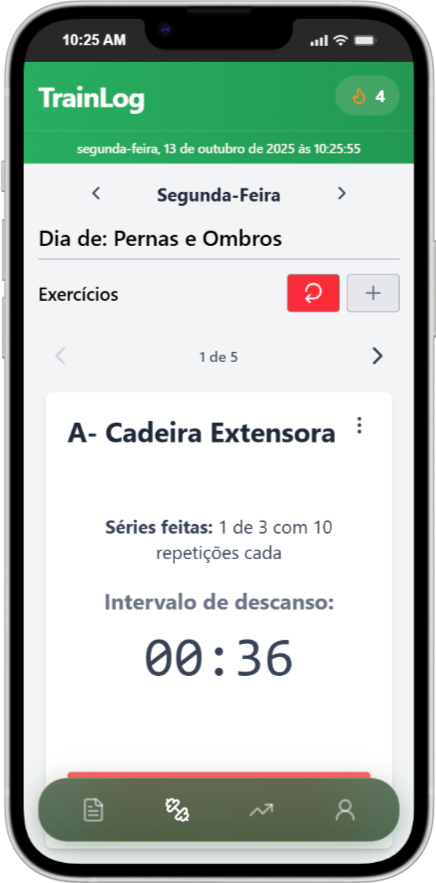 10:25 AM
TrainLog
4
segunda-feira, 13 de outubro de 2025 às 10:25:55
Segunda-Feira
Dia de: Pernas e Ombros
Exercícios
1 de 5
A- Cadeira Extensora
Séries feitas: 1 de 3 com 10
repetições cada
Intervalo de descanso:
00:36